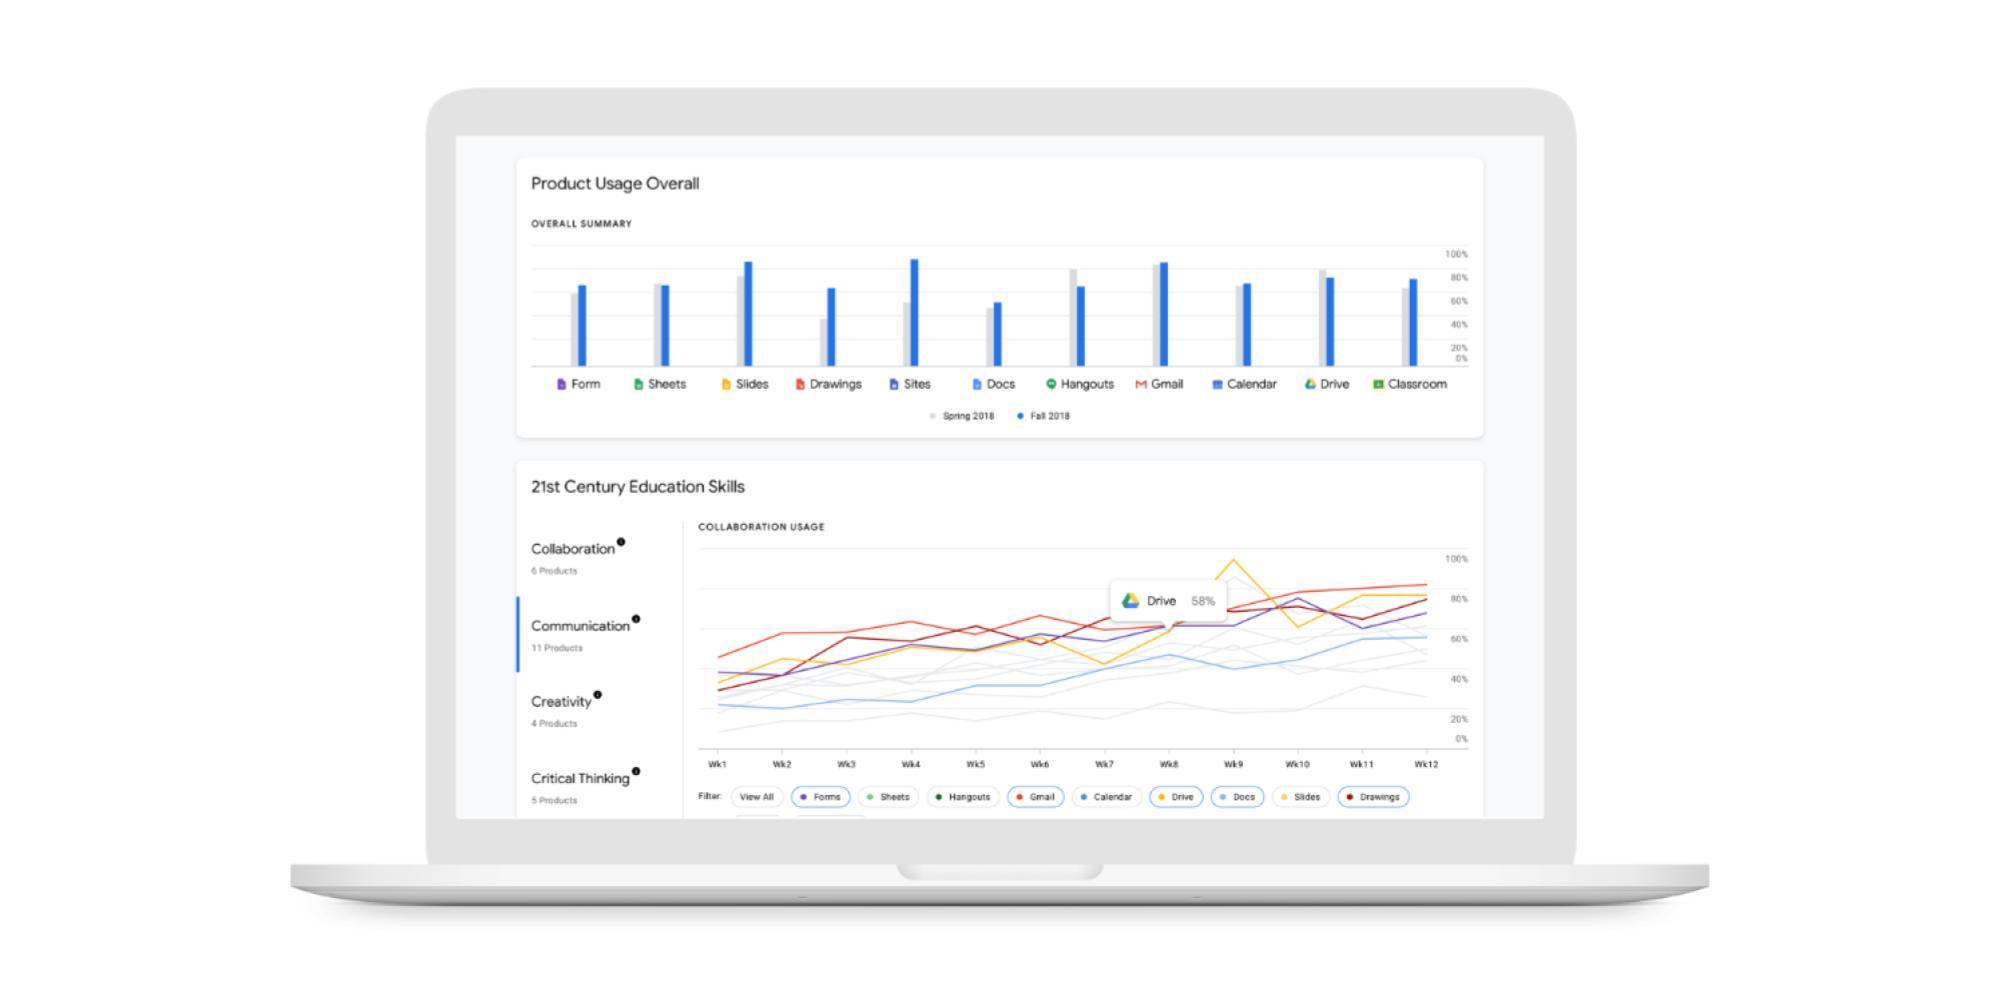 Product Usage Overall
OVERALL SUMMARY
100%
80%
60%
40%
20%
0%
Form Sheets Slides Drawings Sites Docs Hangouts Gmail Calendar Drive Classroom
Spring 2018 Fall 2018
21st Century Education Skills
Collaboration
6 Products
Communication
11 Products
Creativity
4 Products
Critical Thinking
5 Products
COLLABORATION USAGE
100%
80%
60%
40%
20%
0%
Drive 58%
Wk1 Wk2 Wk3 Wk4 Wk5 Wk6 Wk7 Wk8 Wk9 Wk10 Wk11 Wk12
Filter: View All Forms Sheets Hangouts Gmail Calendar Drive Docs Slides Drawings